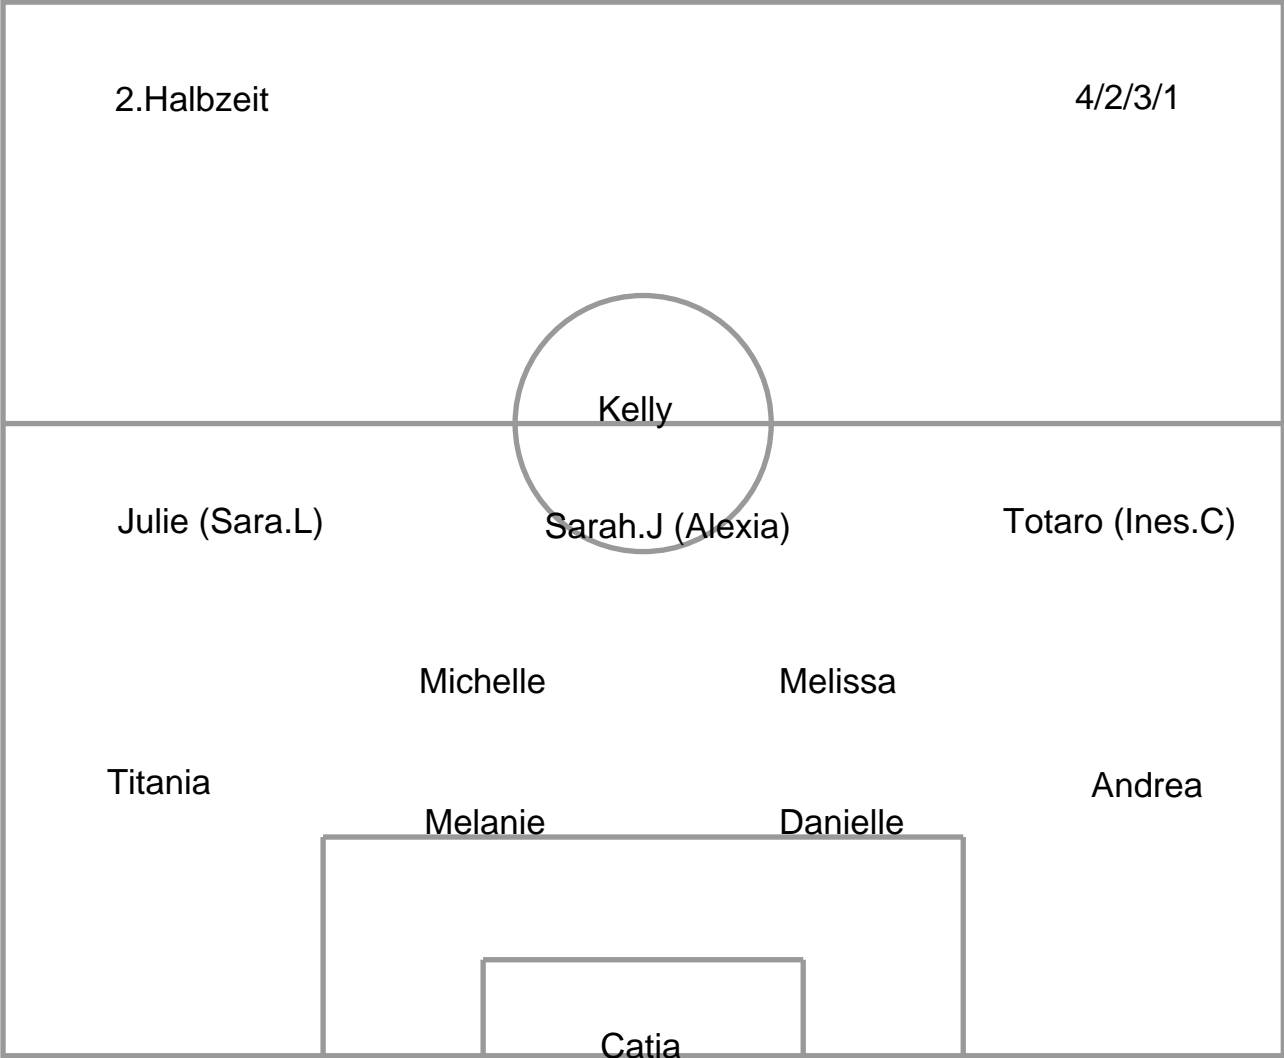 2.Halbzeit
4/2/3/1
Kelly
Julie (Sara.L)
Sarah.J (Alexia)
Totaro (Ines.C)
Michelle
Melissa
Titania
Andrea
Melanie
Danielle
Catia